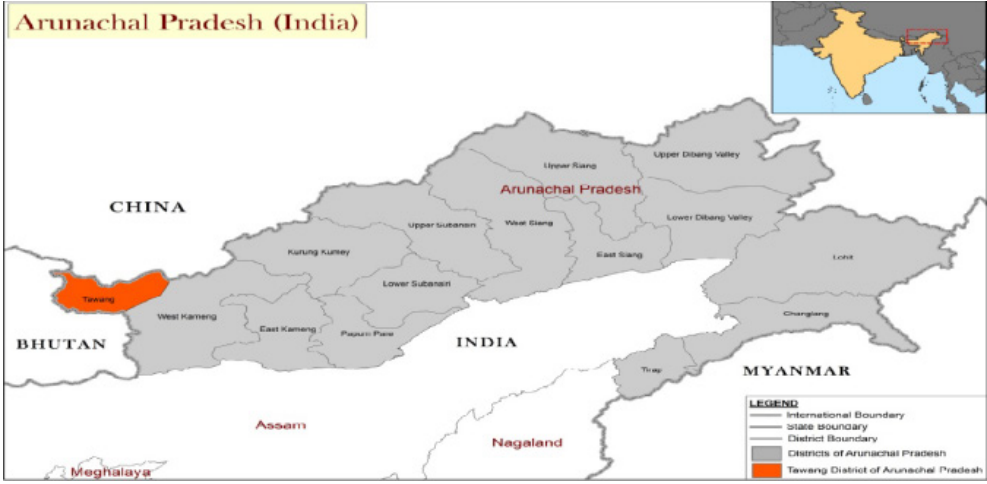 Arunachal Pradesh (India)
Upper Dibang Valley
Upper Siang
Arunachal Pradesh
CHINA
Lower Dibang Valley
Upper Subansiri
West Siang
Kurung Kumey
East Siang
Lohit
Lower Subansiri
Tawang
West Kameng
Changlang
East Kameng
Papum Pare
BHUTAN
INDIA
Tirap
MYANMAR
LEGEND
International Boundary
State Boundary
District Boundary
Districts of Arunachal Pradesh
Tawang District of Arunachal Pradesh
Assam
Nagaland
Meghalaya